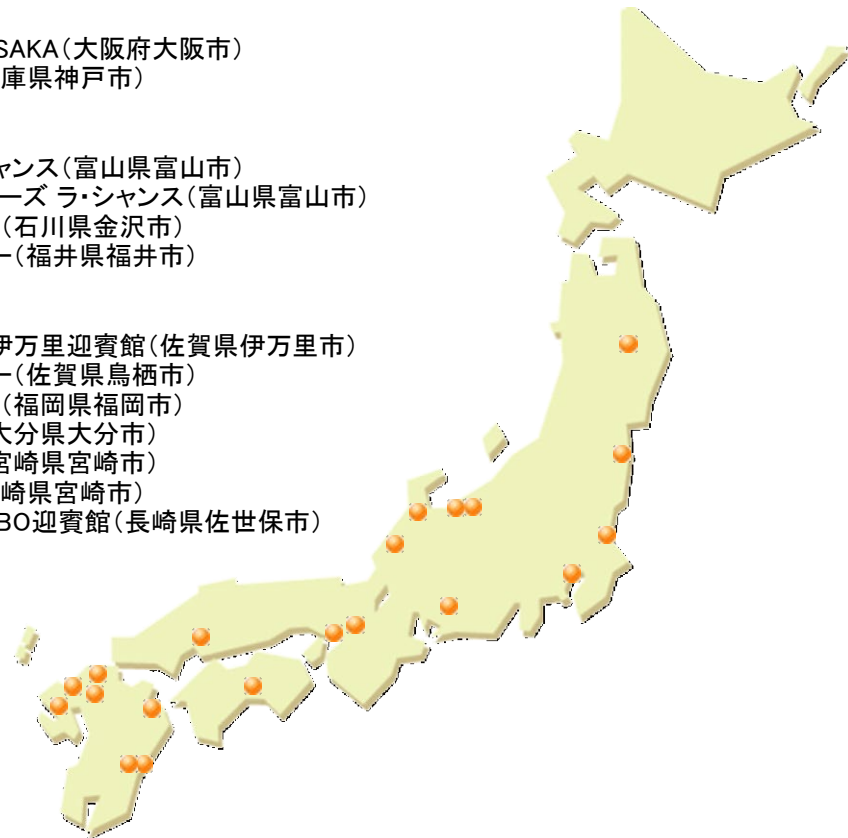 SAKA（大阪府大阪市）
庫県神戸市）
ャンス（富山県富山市）
ーズ ラ・シャンス（富山県富山市）
（石川県金沢市）
ー（福井県福井市）
伊万里迎賓館（佐賀県伊万里市）
ー（佐賀県鳥栖市）
（福岡県福岡市）
大分県大分市）
宮崎県宮崎市）
崎県宮崎市）
BO迎賓館（長崎県佐世保市）